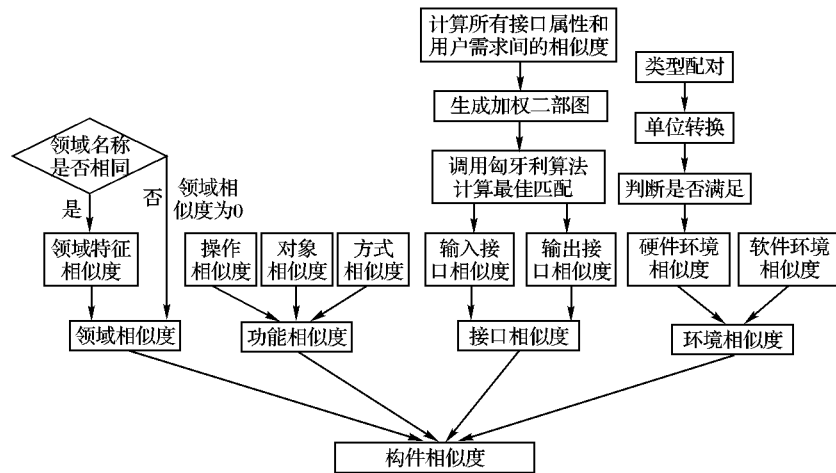 计算所有接口属性和
用户需求间的相似度
类型配对
生成加权二部图
单位转换
领域名称
是否相同
调用匈牙利算法
计算最佳匹配
判断是否满足
是
否
领域相
似度为0
领域特征
相似度
操作
相似度
对象
相似度
方式
相似度
输入接
口相似度
输出接
口相似度
硬件环境
相似度
软件环境
相似度
领域相似度
功能相似度
接口相似度
环境相似度
构件相似度